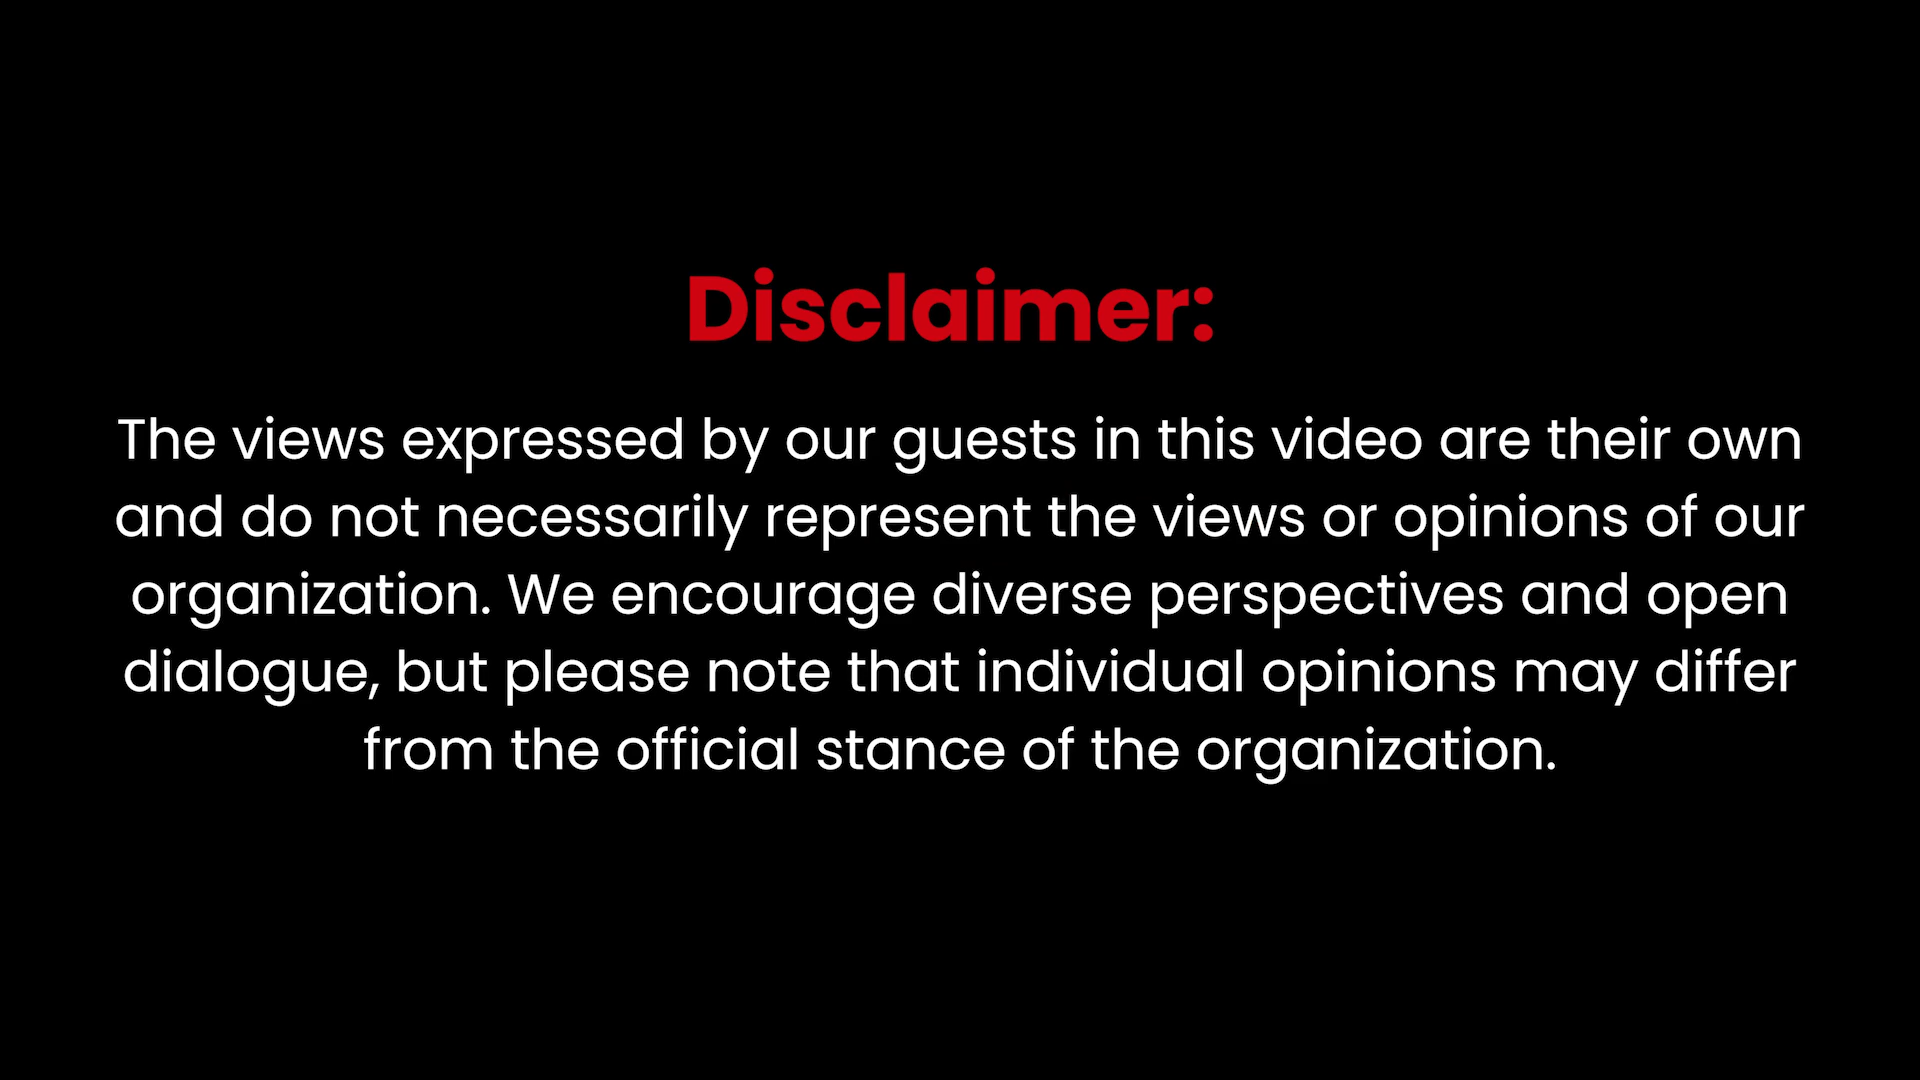 Disclaimer:
The views expressed by our guests in this video are their own
and do not necessarily represent the views or opinions of our
organization. We encourage diverse perspectives and open
dialogue, but please note that individual opinions may differ
from the official stance of the organization.